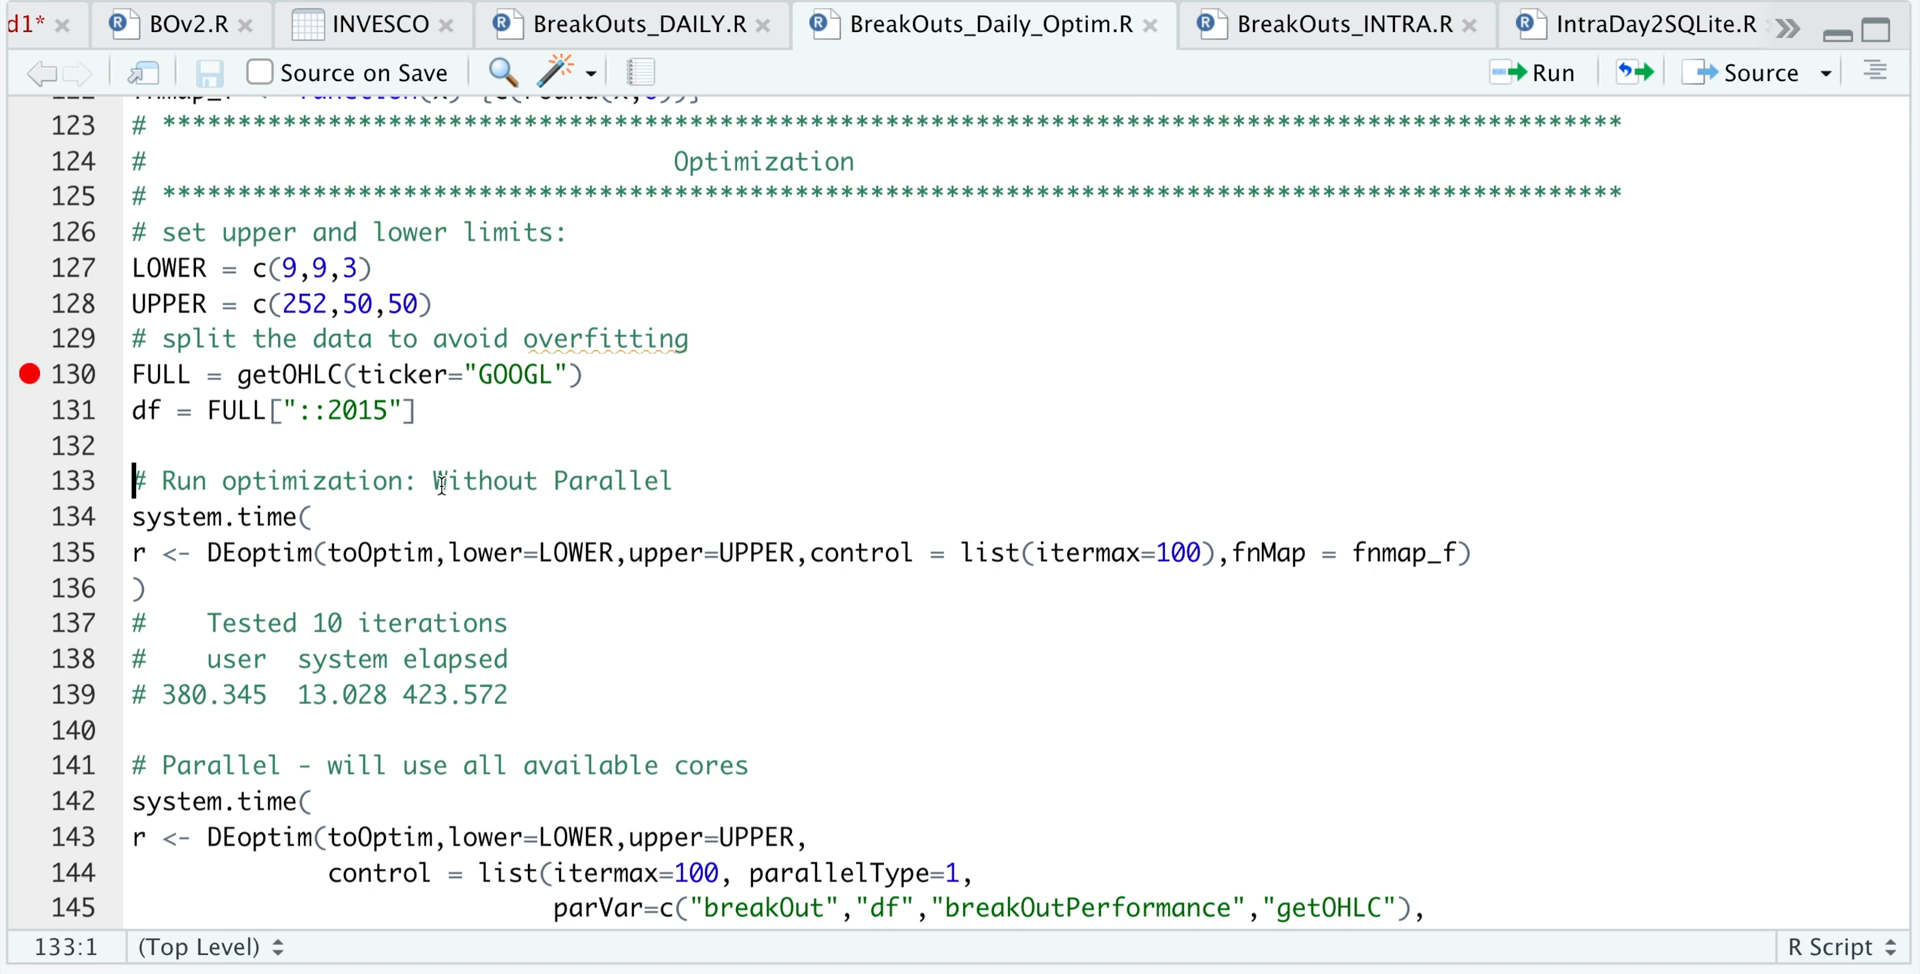 d1* BOv2.R INVESCO BreakOuts_DAILY.R BreakOuts_Daily_Optim.R BreakOuts_INTRA.R IntraDay2SQLite.R
Source on Save Run Source
123 # *************************************************************************************************
124 # Optimization
125 # *************************************************************************************************
126 # set upper and lower limits:
127 LOWER = c(9,9,3)
128 UPPER = c(252,50,50)
129 # split the data to avoid overfitting
130 FULL = getOHLC(ticker="GOOGL")
131 df = FULL["::2015"]
132
133 # Run optimization: Without Parallel
134 system.time(
135 r <- DEoptim(toOptim,lower=LOWER,upper=UPPER,control = list(itermax=100),fnMap = fnmap_f)
136 )
137 # Tested 10 iterations
138 # user system elapsed
139 # 380.345 13.028 423.572
140
141 # Parallel - will use all available cores
142 system.time(
143 r <- DEoptim(toOptim,lower=LOWER,upper=UPPER,
144 control = list(itermax=100, parallelType=1,
145 parVar=c("breakOut","df","breakOutPerformance","getOHLC"),
133:1 (Top Level) R Script